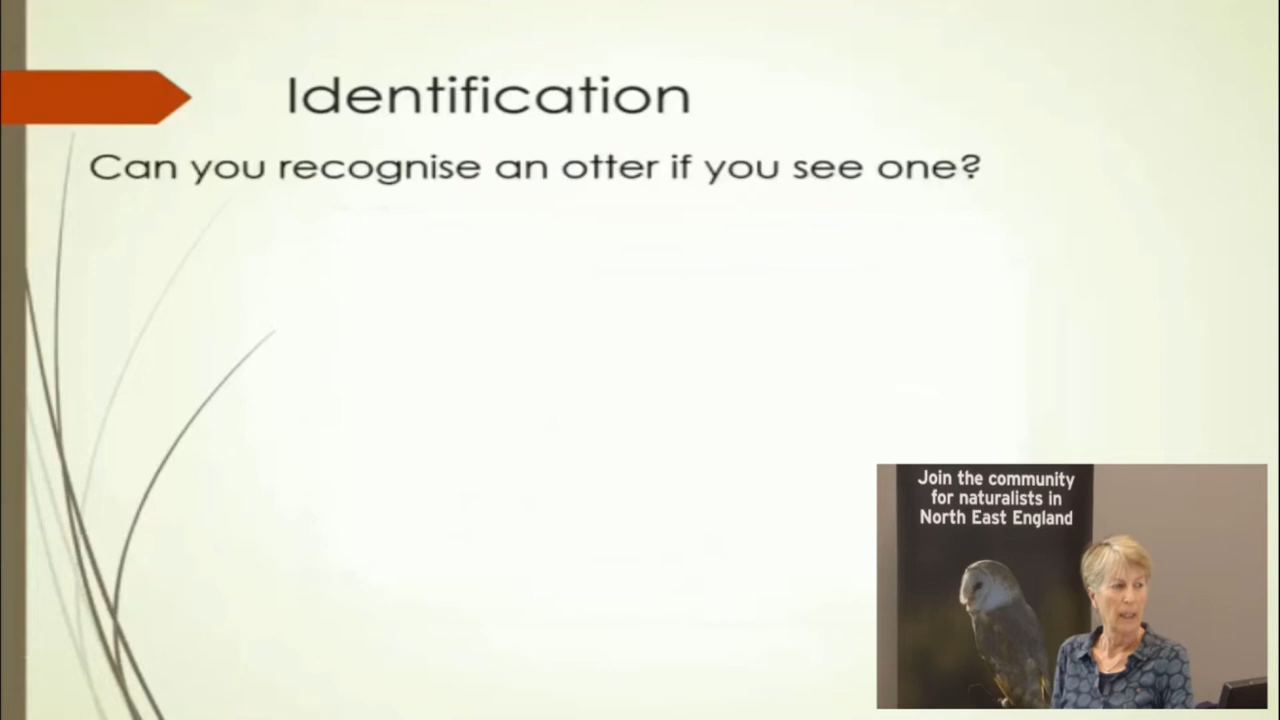 Identification
Can you recognise an otter if you see one?
Join the community
for naturalists in
North East England